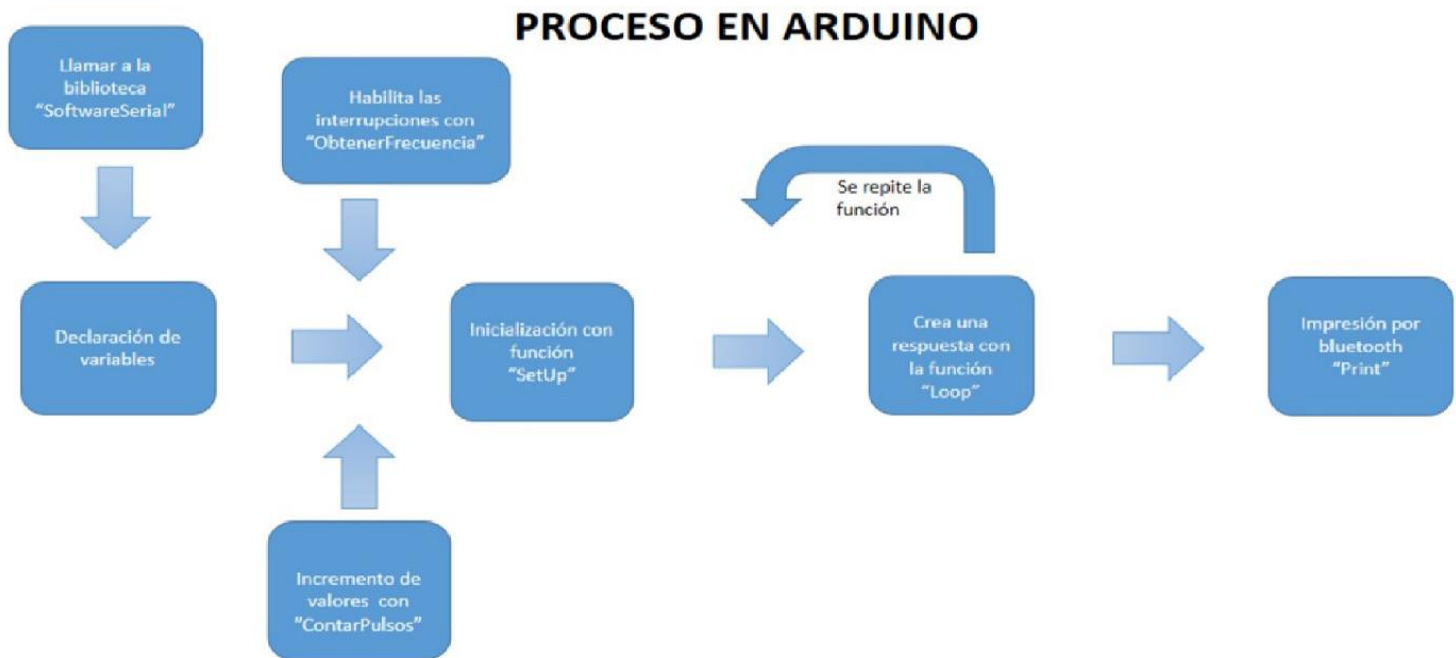 PROCESO EN ARDUINO
Llamar a la
biblioteca
“SoftwareSerial”
Habilita las
interrupciones con
“ObtenerFrecuencia”
Se repite la
función
Declaración de
variables
Inicialización con
función
“SetUp”
Crea una
respuesta con
la función
“Loop”
Impresión por
bluetooth
“Print”
Incremento de
valores con
”ContarPulsos”